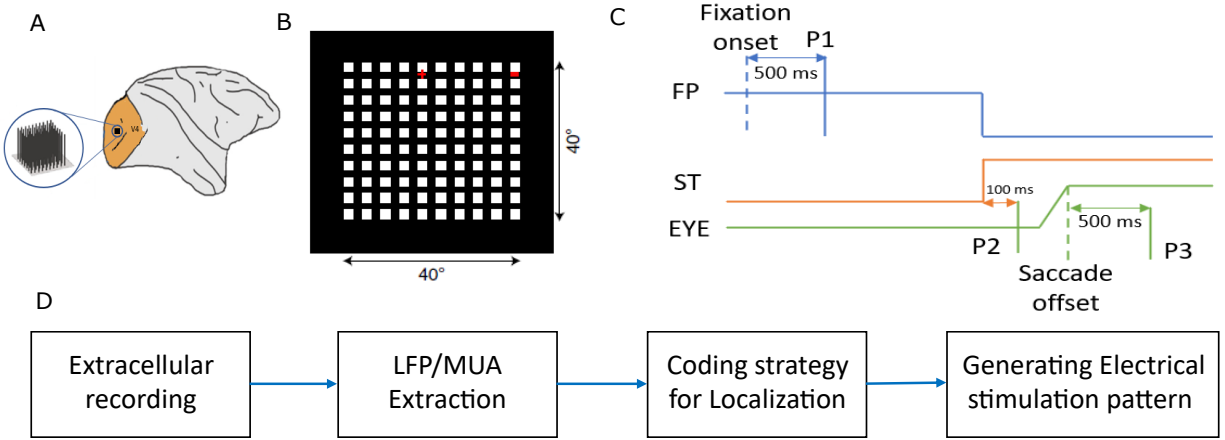 A
V4
B
40°
40°
C
Fixation
onset
P1
500 ms
FP
ST
100 ms
EYE
500 ms
P2
P3
Saccade
offset
D
Extracellular
recording
LFP/MUA
Extraction
Coding strategy
for Localization
Generating Electrical
stimulation pattern